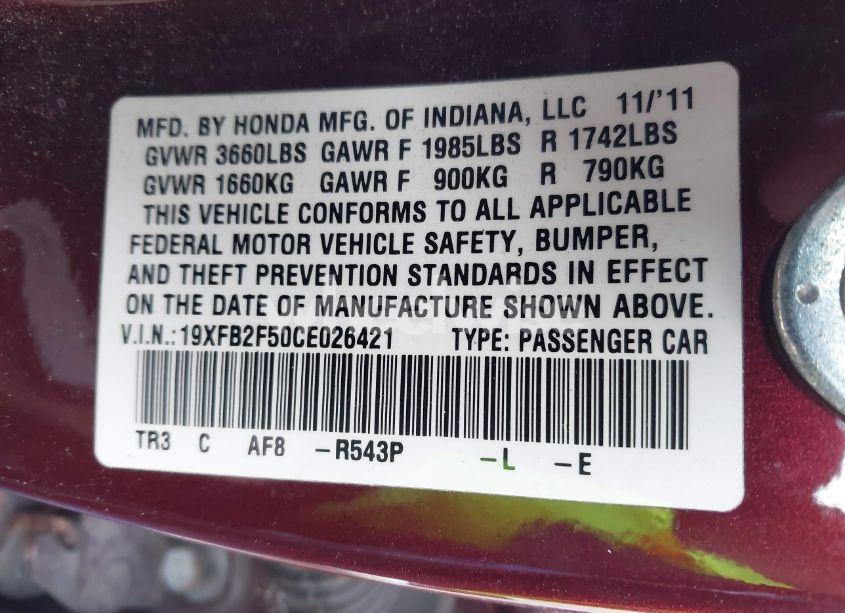 MFD. BY HONDA MFG. OF INDIANA, LLC 11/'11
GVWR 3660LBS GAWR F 1985LBS R 1742LBS
GVWR 1660KG GAWR F 900KG R 790KG
THIS VEHICLE CONFORMS TO ALL APPLICABLE
FEDERAL MOTOR VEHICLE SAFETY, BUMPER,
AND THEFT PREVENTION STANDARDS IN EFFECT
ON THE DATE OF MANUFACTURE SHOWN ABOVE.
V.I.N.:19XFB2F50CE026421 TYPE: PASSENGER CAR
TR3 C AF8 -R543P -L -E